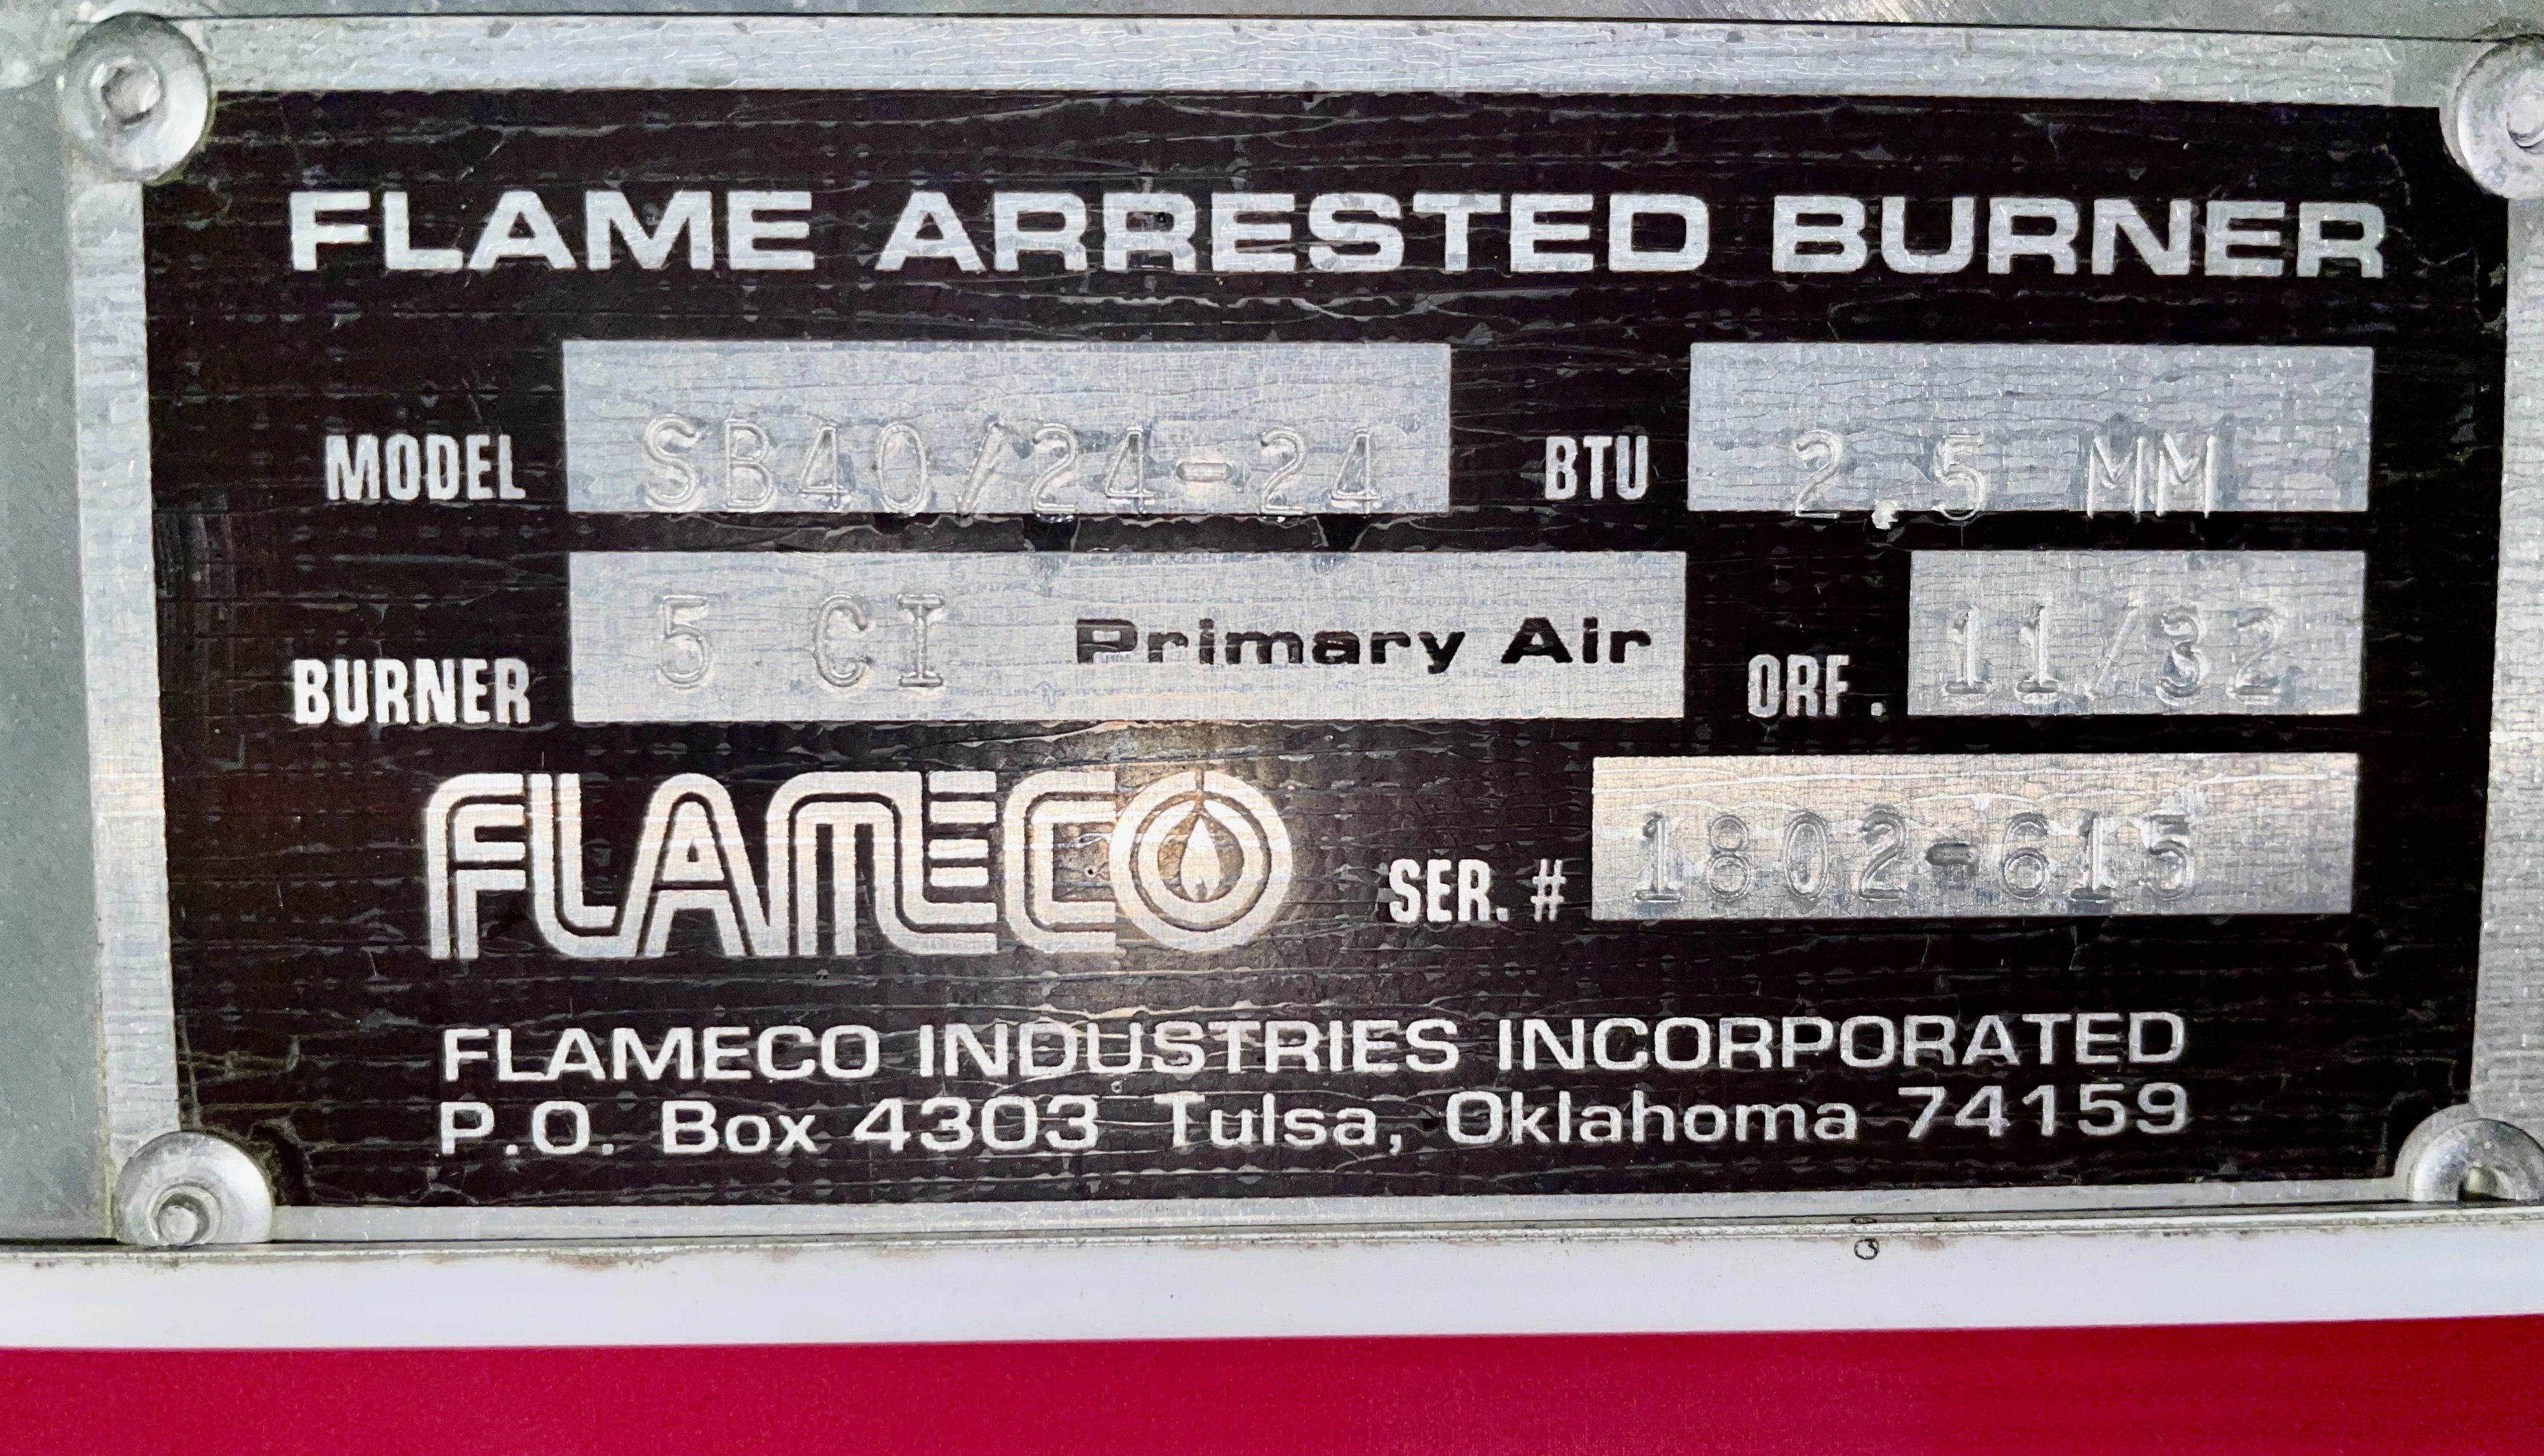 FLAME ARRESTED BURNER
MODEL SB40/24-24 BTU 2.5 MM
BURNER 5 CI Primary Air ORF. 11/32
FLAMECO SER. # 1802-615
FLAMECO INDUSTRIES INCORPORATED
P.O. Box 4303 Tulsa, Oklahoma 74159